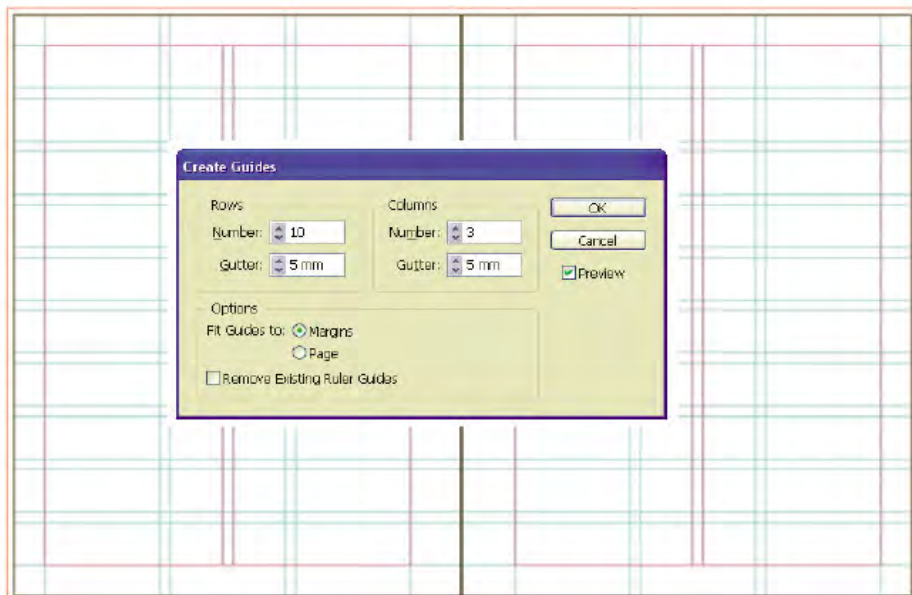 Create Guides
Rows
Number: 10
Gutter: 5 mm
Columns
Number: 3
Gutter: 5 mm
OK
Cancel
Preview
Options
Fit Guides to: Margins
Page
Remove Existing Ruler Guides